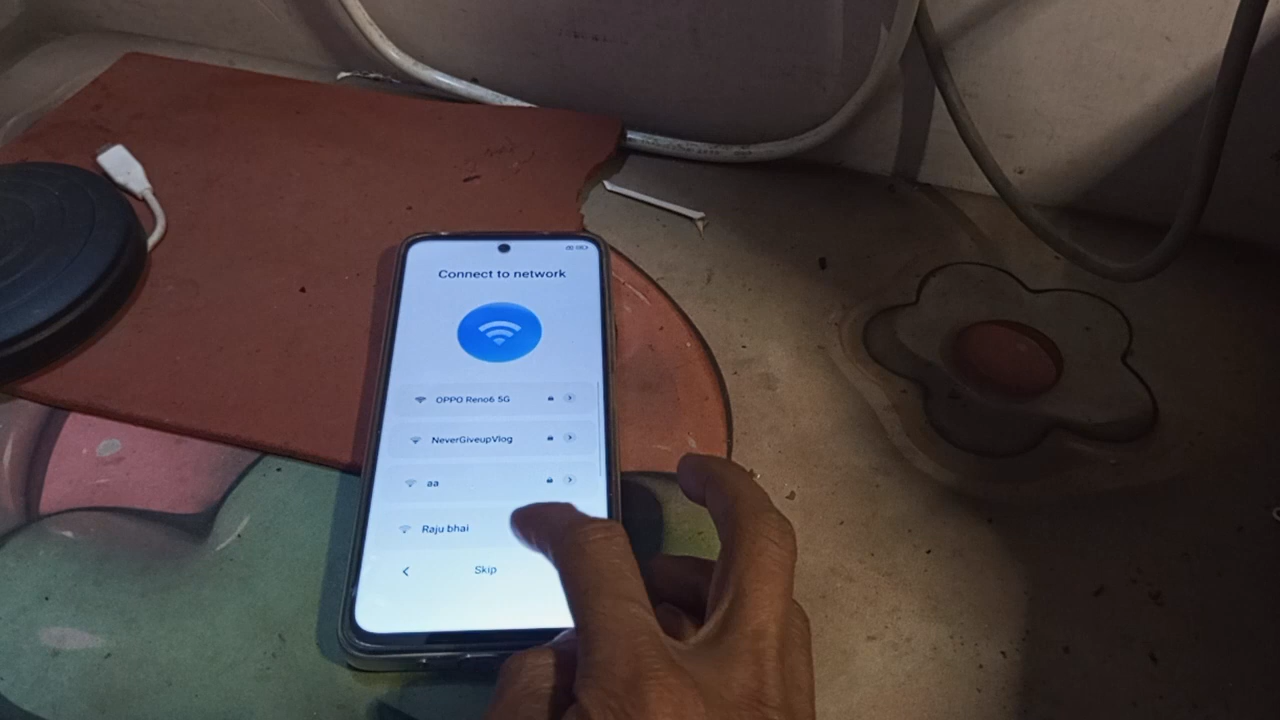 Connect to network
OPPO Reno6 5G
NeverGiveupVlog
aa
Raju bhai
Skip